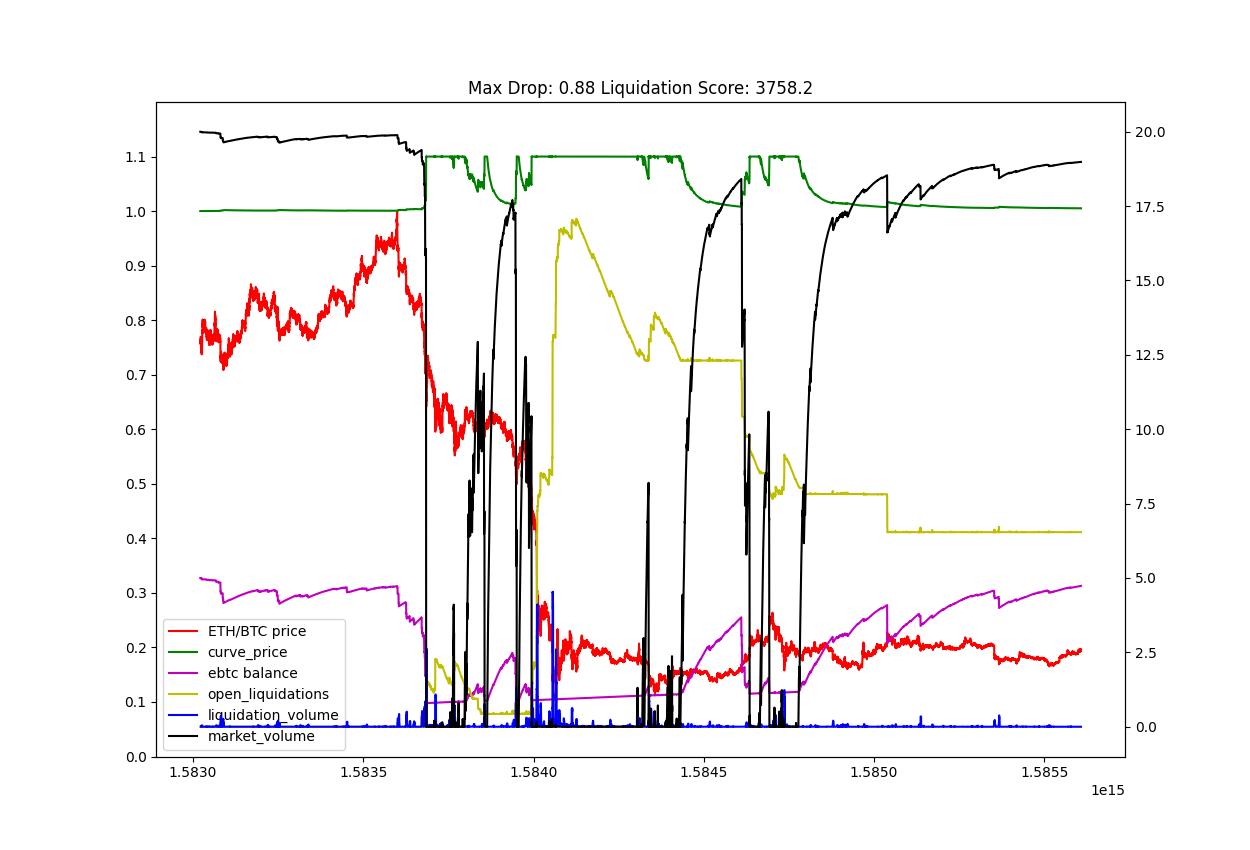 Max Drop: 0.88 Liquidation Score: 3758.2
1.1
1.0
0.9
0.8
0.7
0.6
0.5
0.4
0.3
0.2
0.1
0.0
20.0
17.5
15.0
12.5
10.0
7.5
5.0
2.5
0.0
ETH/BTC price
curve_price
ebtc balance
open_liquidations
liquidation_volume
market_volume
1.5830 1.5835 1.5840 1.5845 1.5850 1.5855
1e15